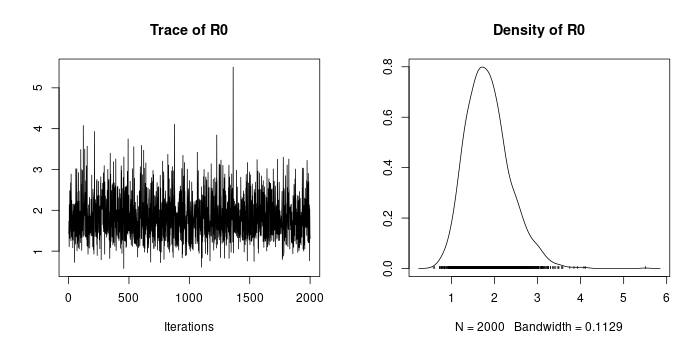 Trace of R0
5
4
3
2
1
0 500 1000 1500 2000
Iterations
Density of R0
0.8
0.6
0.4
0.2
0.0
1 2 3 4 5 6
N = 2000 Bandwidth = 0.1129